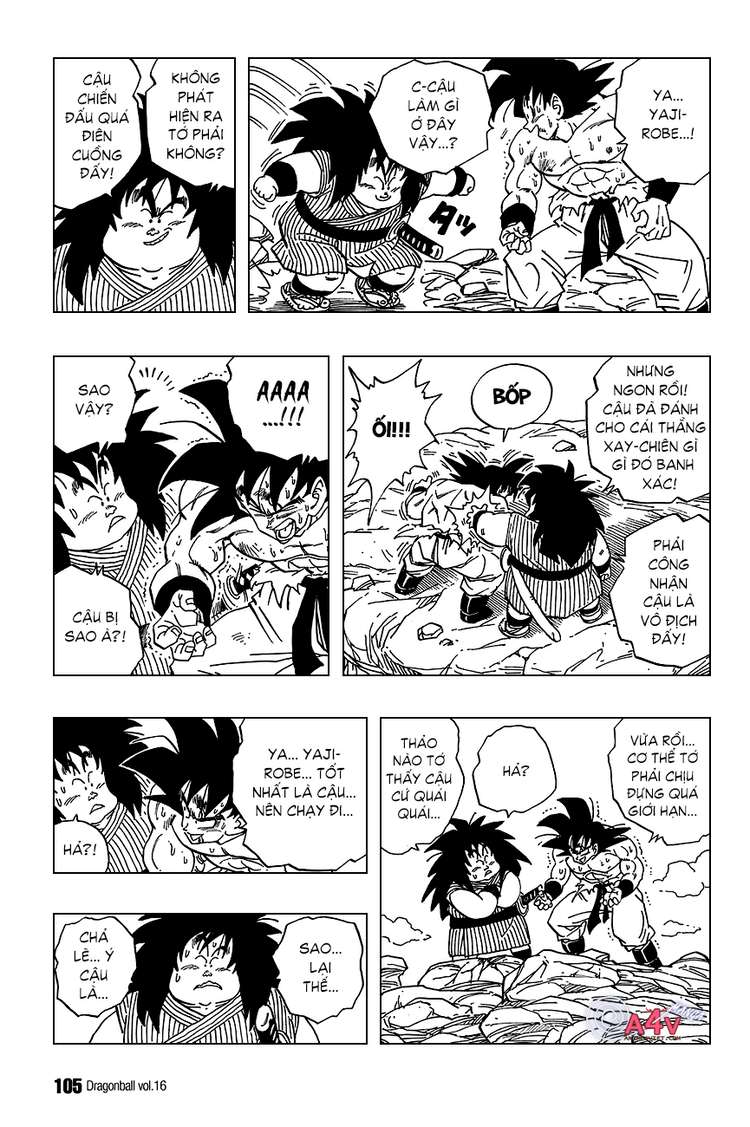 YA...
YAJI-
ROBE...!
C-CẬU
LÀM GÌ
Ở ĐÂY
VẬY...?
ダッ
KHÔNG
PHÁT
HIỆN RA
TỚ PHẢI
KHÔNG?
CẬU
CHIẾN
ĐẤU QUÁ
ĐIÊN
CUỒNG
ĐẤY!
NHƯNG
NGON RỒI!
CẬU ĐÃ ĐÁNH
CHO CÁI THẰNG
XAY-CHIÊN GÌ
GÌ ĐÓ BANH
XÁC!
PHẢI
CÔNG
NHẬN
CẬU LÀ
VÔ ĐỊCH
ĐẤY!
BỐP
ỐI!!!
AAAA
....!!!
SAO
VẬY?
CẬU BỊ
SAO À?!
VỪA RỒI...
CƠ THỂ TỚ
PHẢI CHỊU
ĐỰNG QUÁ
GIỚI HẠN...
HẢ?
THẢO
NÀO TỚ
THẤY CẬU
CỨ QUÁI
QUÁI...
YA... YAJI-
ROBE... TỐT
NHẤT LÀ CẬU...
NÊN CHẠY ĐI...
HẢ?!
SAO...
LẠI
THẾ...
CHẢ
LẼ... Ý
CẬU
LÀ...
A4V
105 Dragonball vol.16